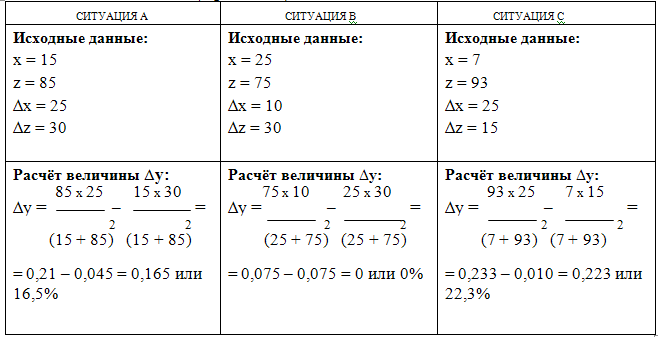 СИТУАЦИЯ А
Исходные данные:
x = 15
z = 85
Δx = 25
Δz = 30
Расчёт величины Δy:
85 x 25 15 x 30
Δy = ——— – ——— =
2 2
(15 + 85) (15 + 85)
= 0,21 – 0,045 = 0,165 или
16,5%
СИТУАЦИЯ В
Исходные данные:
x = 25
z = 75
Δx = 10
Δz = 30
Расчёт величины Δy:
75 x 10 25 x 30
Δy = ——— – ——— =
2 2
(25 + 75) (25 + 75)
= 0,075 – 0,075 = 0 или 0%
СИТУАЦИЯ С
Исходные данные:
x = 7
z = 93
Δx = 25
Δz = 15
Расчёт величины Δy:
93 x 25 7 x 15
Δy = ——— – ——— =
2 2
(7 + 93) (7 + 93)
= 0,233 – 0,010 = 0,223 или
22,3%